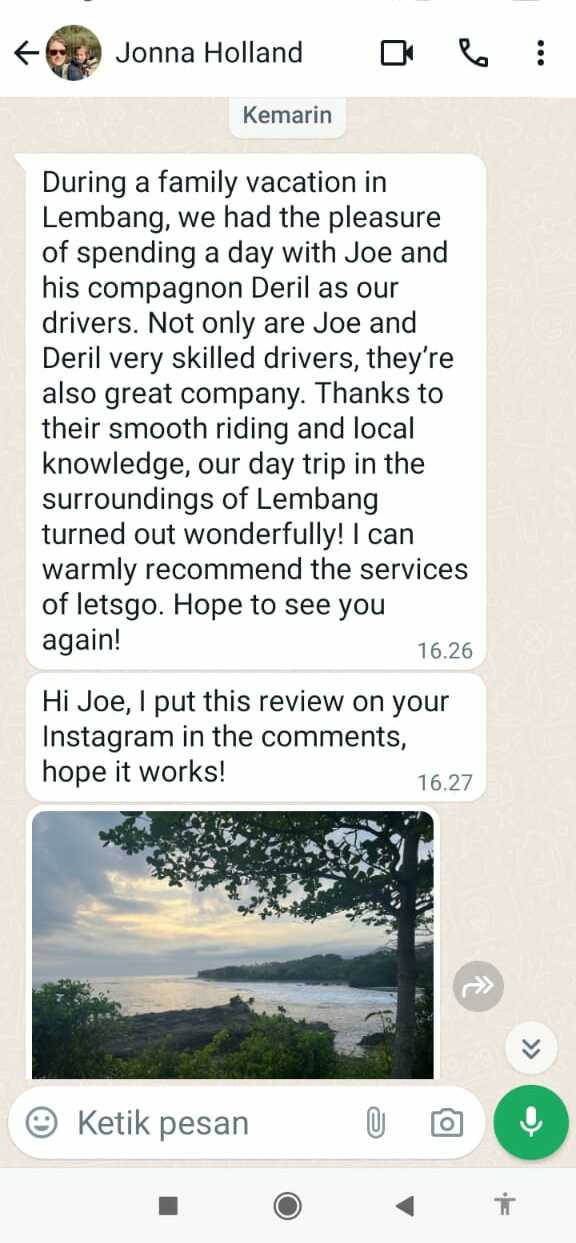 Jonna Holland
Kemarin
During a family vacation in
Lembang, we had the pleasure
of spending a day with Joe and
his compagnon Deril as our
drivers. Not only are Joe and
Deril very skilled drivers, they’re
also great company. Thanks to
their smooth riding and local
knowledge, our day trip in the
surroundings of Lembang
turned out wonderfully! I can
warmly recommend the services
of letsgo. Hope to see you
again!
16.26
Hi Joe, I put this review on your
Instagram in the comments,
hope it works!
16.27
Ketik pesan